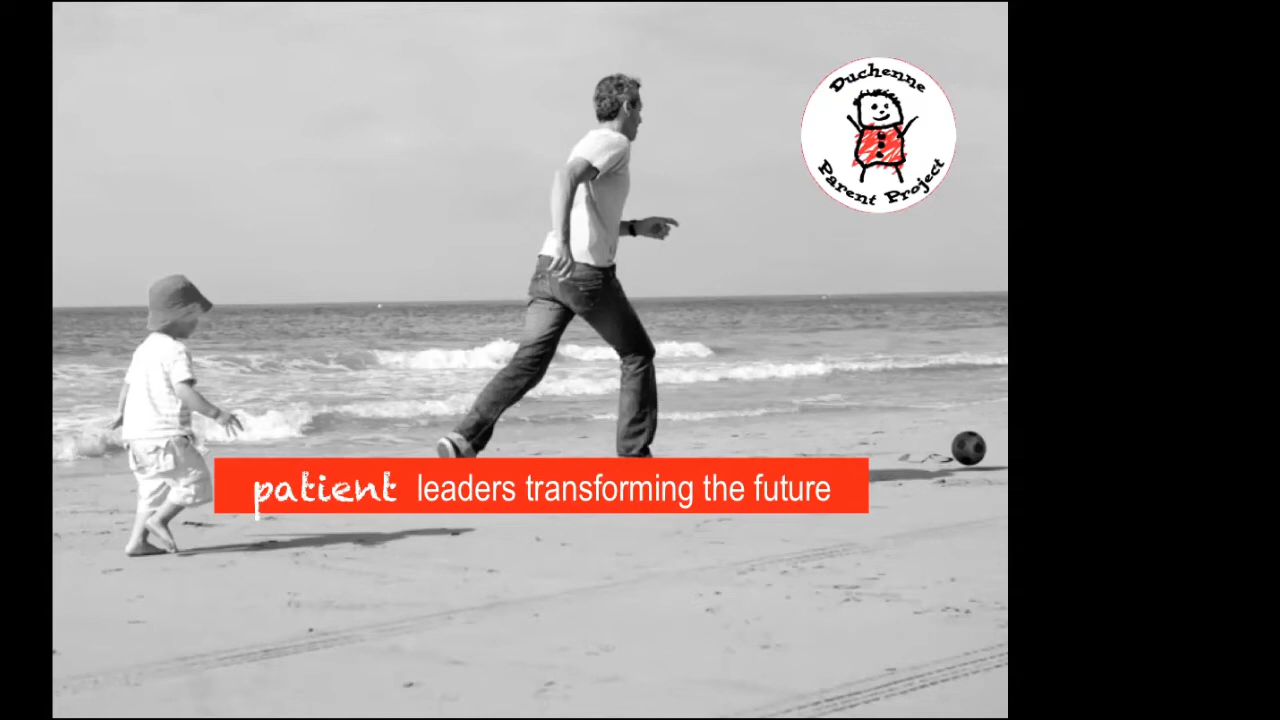 Duchenne
Parent Project
patient leaders transforming the future